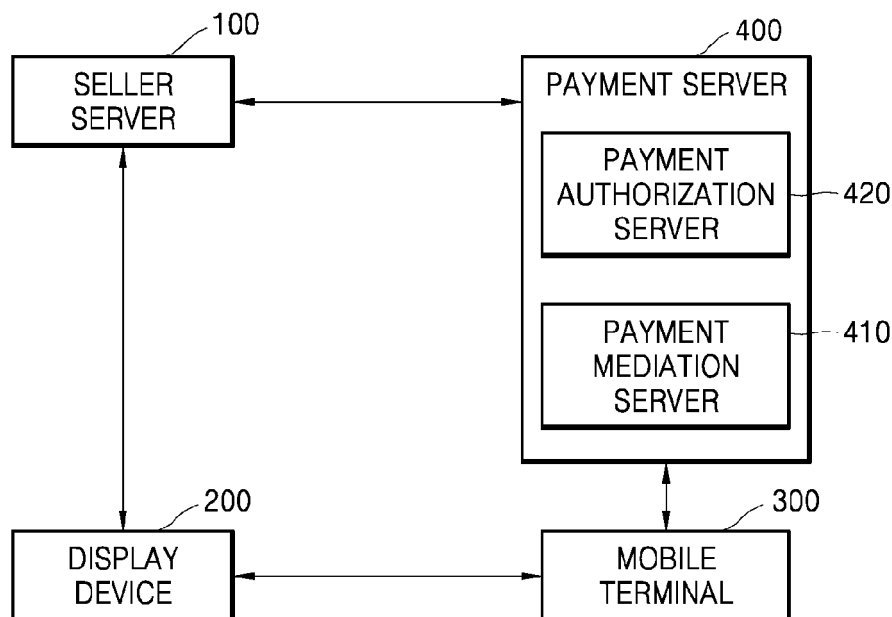 100
SELLER
SERVER
400
PAYMENT SERVER
PAYMENT
AUTHORIZATION
SERVER
420
PAYMENT
MEDIATION
SERVER
410
200
DISPLAY
DEVICE
300
MOBILE
TERMINAL